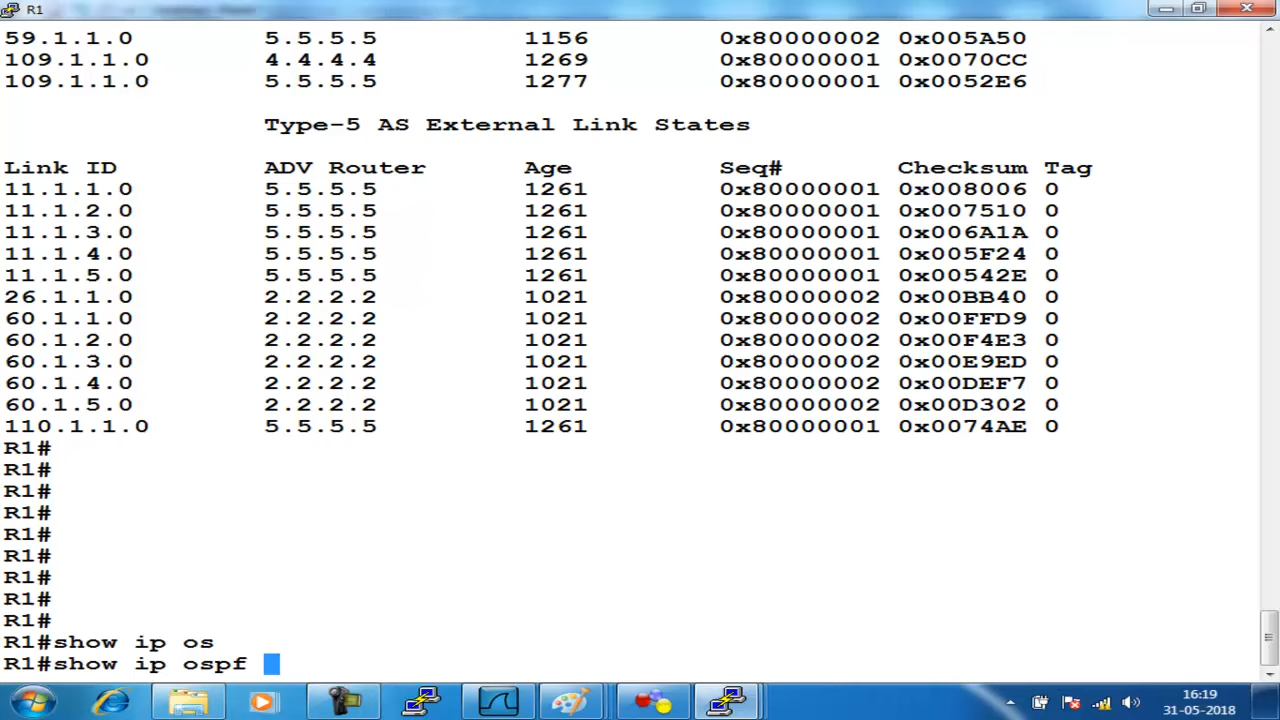 R1
59.1.1.0 5.5.5.5 1156 0x80000002 0x005A50
109.1.1.0 4.4.4.4 1269 0x80000001 0x0070CC
109.1.1.0 5.5.5.5 1277 0x80000001 0x0052E6
Type-5 AS External Link States
Link ID ADV Router Age Seq# Checksum Tag
11.1.1.0 5.5.5.5 1261 0x80000001 0x008006 0
11.1.2.0 5.5.5.5 1261 0x80000001 0x007510 0
11.1.3.0 5.5.5.5 1261 0x80000001 0x006A1A 0
11.1.4.0 5.5.5.5 1261 0x80000001 0x005F24 0
11.1.5.0 5.5.5.5 1261 0x80000001 0x00542E 0
26.1.1.0 2.2.2.2 1021 0x80000002 0x00BB40 0
60.1.1.0 2.2.2.2 1021 0x80000002 0x00FFD9 0
60.1.2.0 2.2.2.2 1021 0x80000002 0x00F4E3 0
60.1.3.0 2.2.2.2 1021 0x80000002 0x00E9ED 0
60.1.4.0 2.2.2.2 1021 0x80000002 0x00DEF7 0
60.1.5.0 2.2.2.2 1021 0x80000002 0x00D302 0
110.1.1.0 5.5.5.5 1261 0x80000001 0x0074AE 0
R1#
R1#
R1#
R1#
R1#
R1#
R1#
R1#
R1#
R1#show ip os
R1#show ip ospf
16:19
31-05-2018